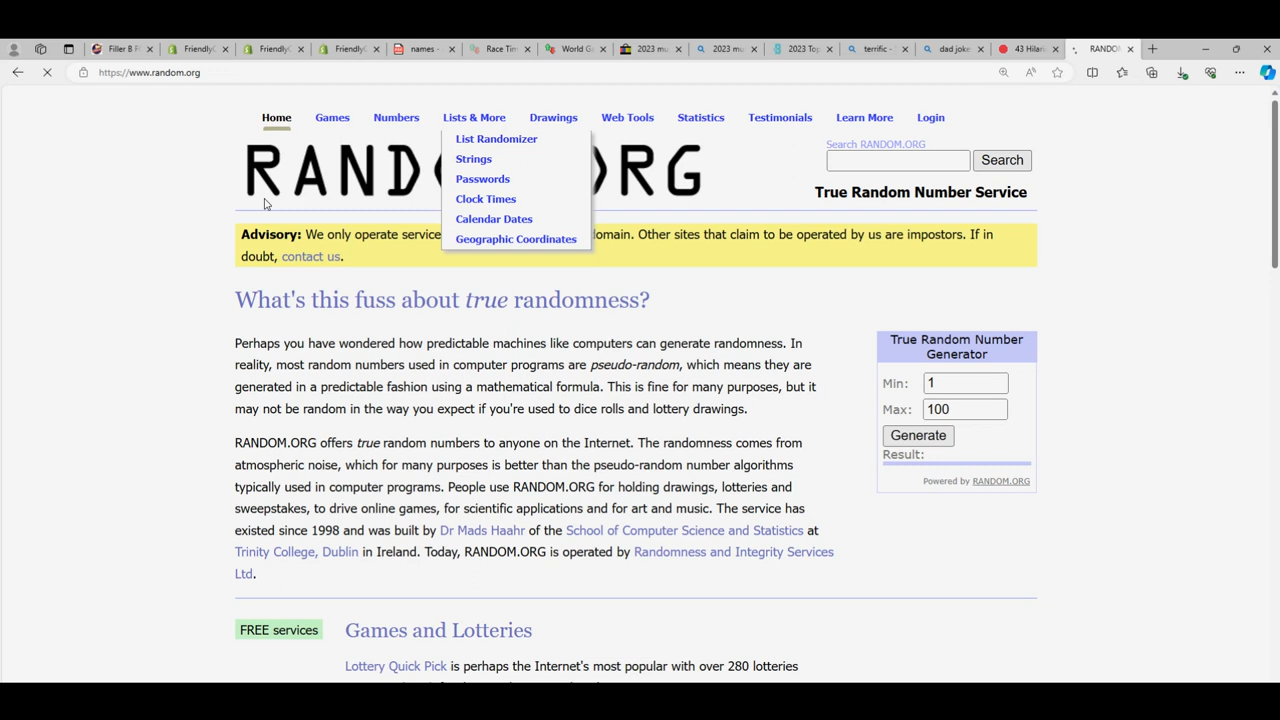 Filler B Fl
FriendlyC
FriendlyC
FriendlyC
names -
Race Tim
World Ga
2023 mu
2023 mu
2023 Top
terrific -
dad joke
43 Hilari
RANDO
https://www.random.org
Home
Games
Numbers
Lists & More
Drawings
Web Tools
Statistics
Testimonials
Learn More
Login
List Randomizer
Strings
Passwords
Clock Times
Calendar Dates
Geographic Coordinates
RAND
RG
Search RANDOM.ORG
Search
True Random Number Service
Advisory: We only operate service
domain. Other sites that claim to be operated by us are impostors. If in
doubt, contact us.
What's this fuss about true randomness?
Perhaps you have wondered how predictable machines like computers can generate randomness. In
reality, most random numbers used in computer programs are pseudo-random, which means they are
generated in a predictable fashion using a mathematical formula. This is fine for many purposes, but it
may not be random in the way you expect if you're used to dice rolls and lottery drawings.
RANDOM.ORG offers true random numbers to anyone on the Internet. The randomness comes from
atmospheric noise, which for many purposes is better than the pseudo-random number algorithms
typically used in computer programs. People use RANDOM.ORG for holding drawings, lotteries and
sweepstakes, to drive online games, for scientific applications and for art and music. The service has
existed since 1998 and was built by Dr Mads Haahr of the School of Computer Science and Statistics at
Trinity College, Dublin in Ireland. Today, RANDOM.ORG is operated by Randomness and Integrity Services
Ltd.
True Random Number
Generator
Min: 1
Max: 100
Generate
Result:
Powered by RANDOM.ORG
FREE services
Games and Lotteries
Lottery Quick Pick is perhaps the Internet's most popular with over 280 lotteries